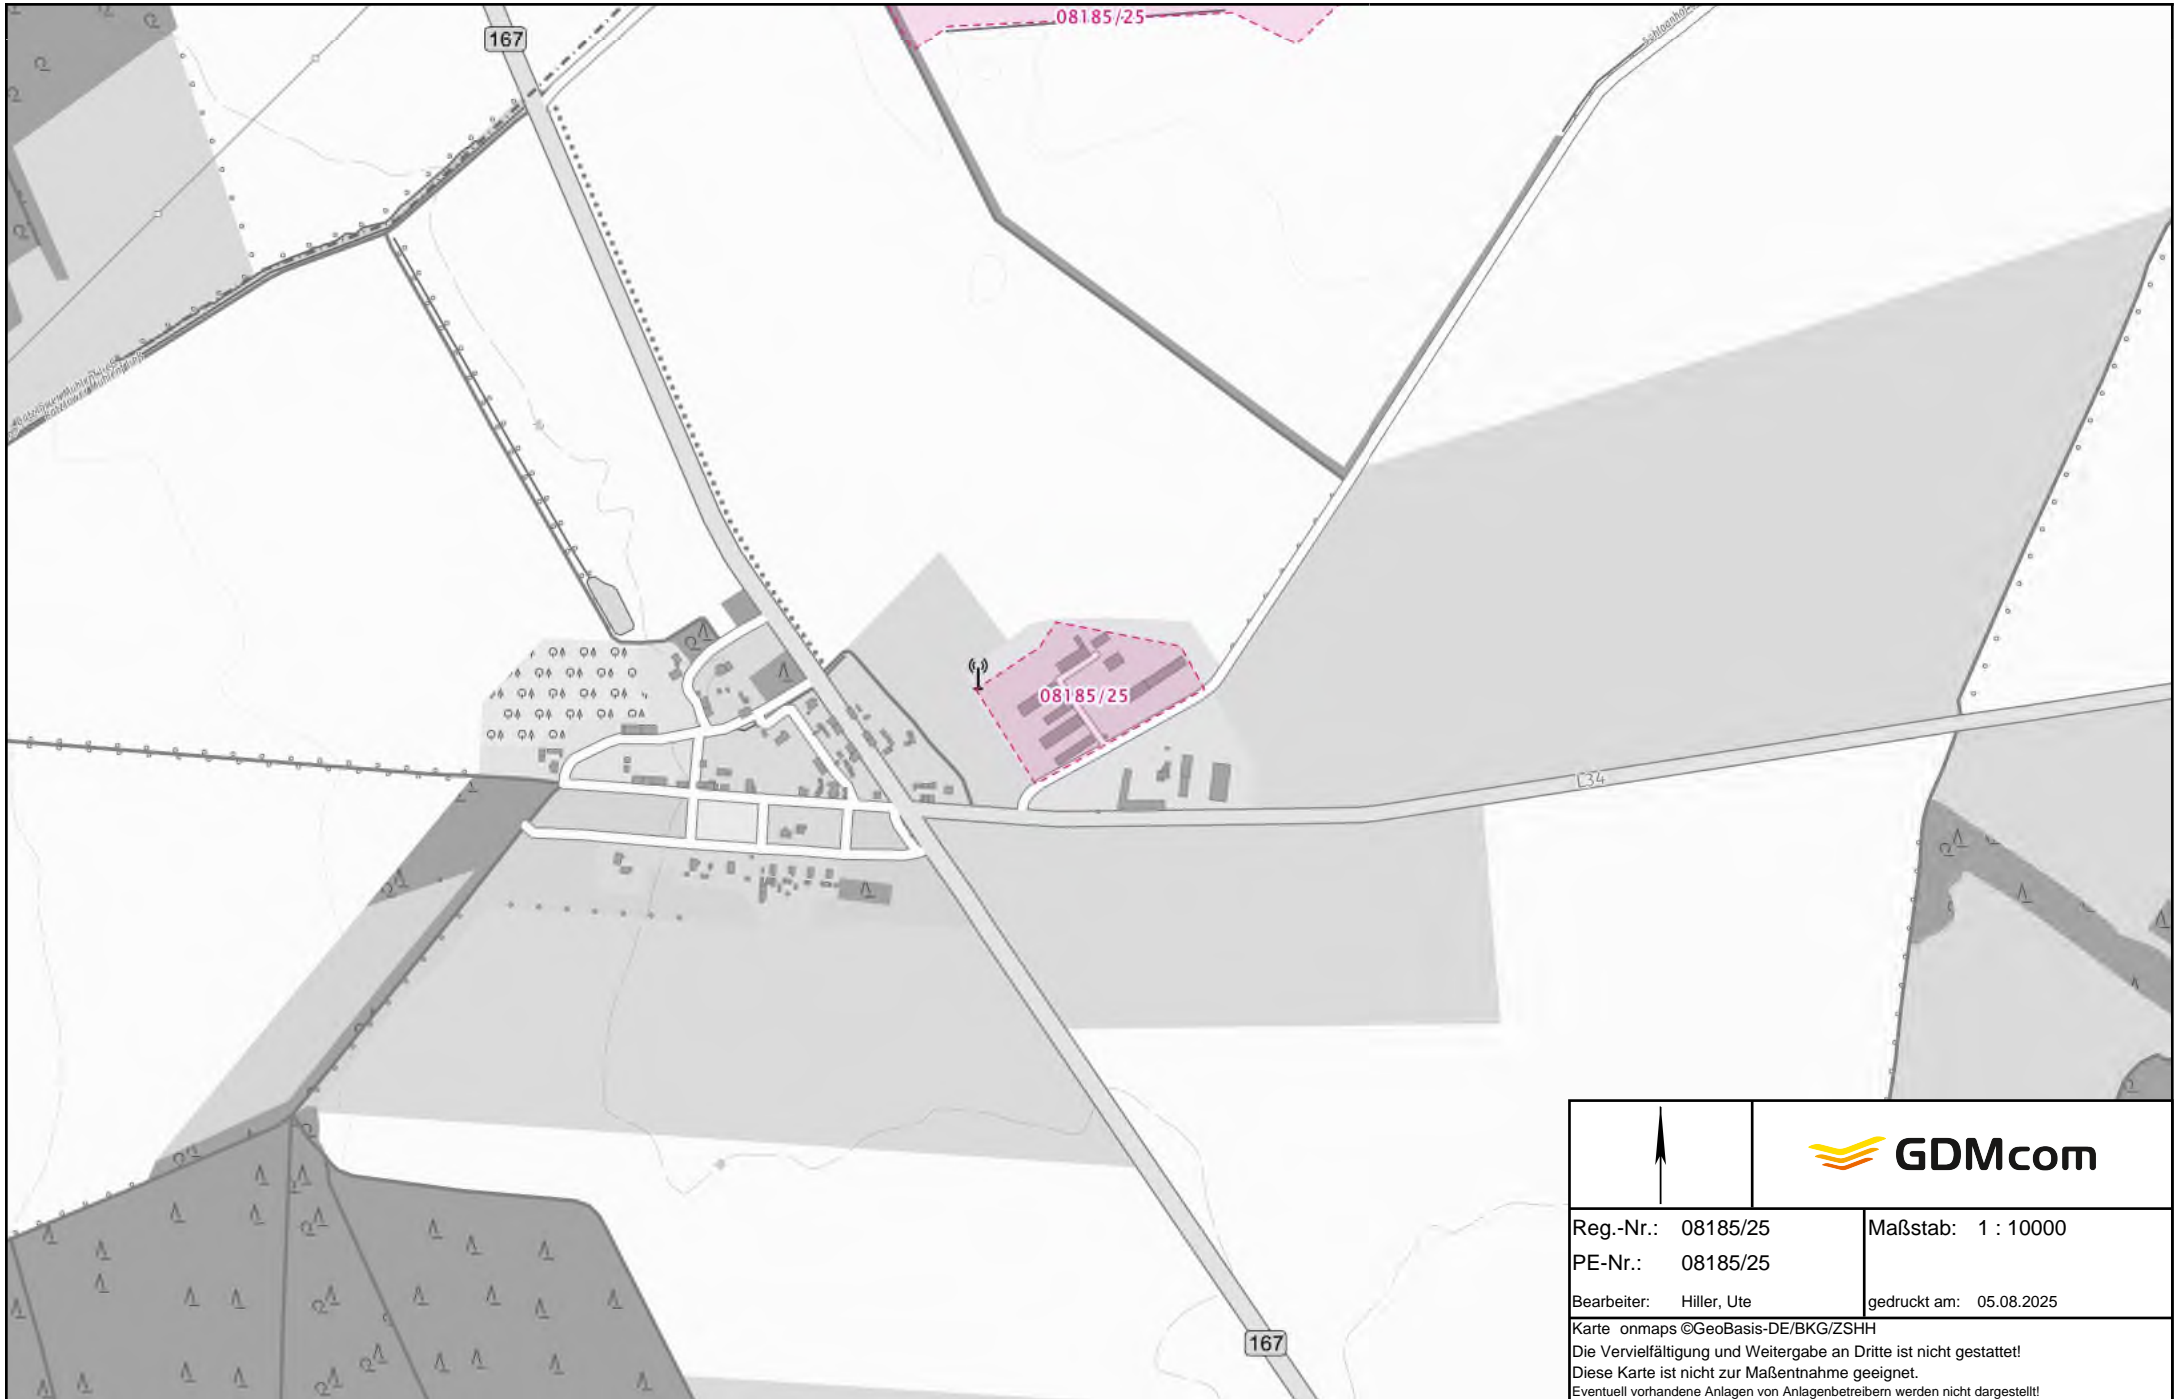 08185/25
167
08185/25
L34
GDMcom
Reg.-Nr.: 08185/25 Maßstab: 1 : 10000
PE-Nr.: 08185/25
Bearbeiter: Hiller, Ute gedruckt am: 05.08.2025
167
Karte onmaps ©GeoBasis-DE/BKG/ZSHH
Die Vervielfältigung und Weitergabe an Dritte ist nicht gestattet!
Diese Karte ist nicht zur Maßentnahme geeignet.
Eventuell vorhandene Anlagen von Anlagenbetreibern werden nicht dargestellt!